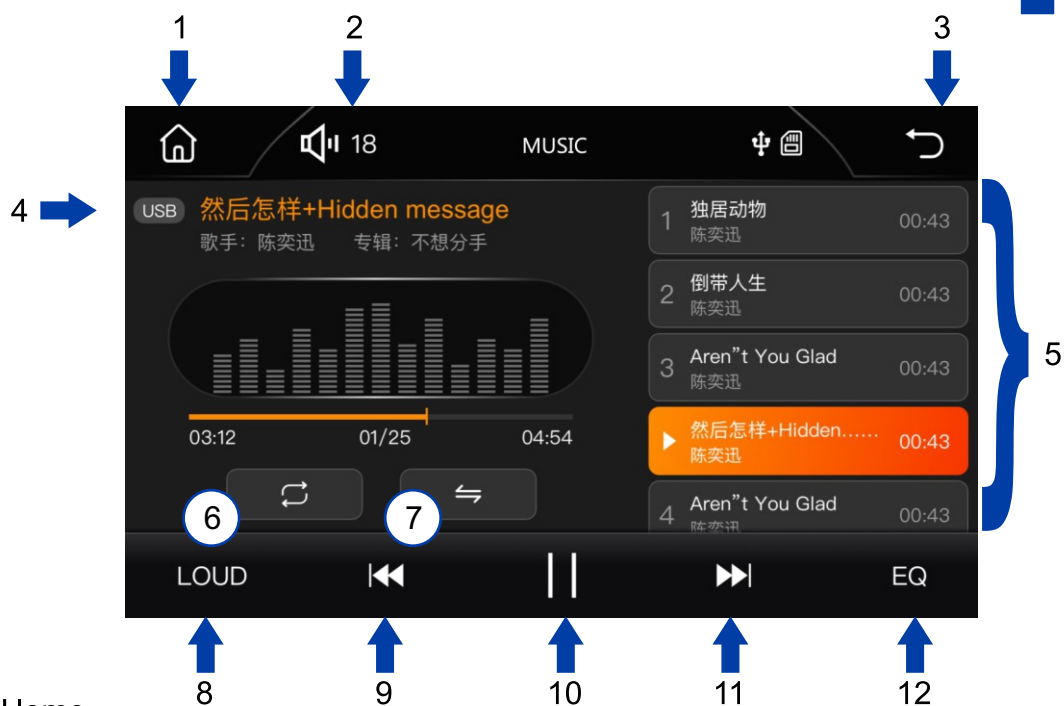 1
2
3
18
MUSIC
4
USB
然后怎样+Hidden message
歌手：陈奕迅 专辑：不想分手
1 独居动物 00:43
陈奕迅
2 倒带人生 00:43
陈奕迅
3 Aren”t You Glad 00:43
陈奕迅
然后怎样+Hidden…… 00:43
陈奕迅
4 Aren”t You Glad 00:43
陈奕迅
5
03:12 01/25 04:54
6
7
LOUD
EQ
8
9
10
11
12